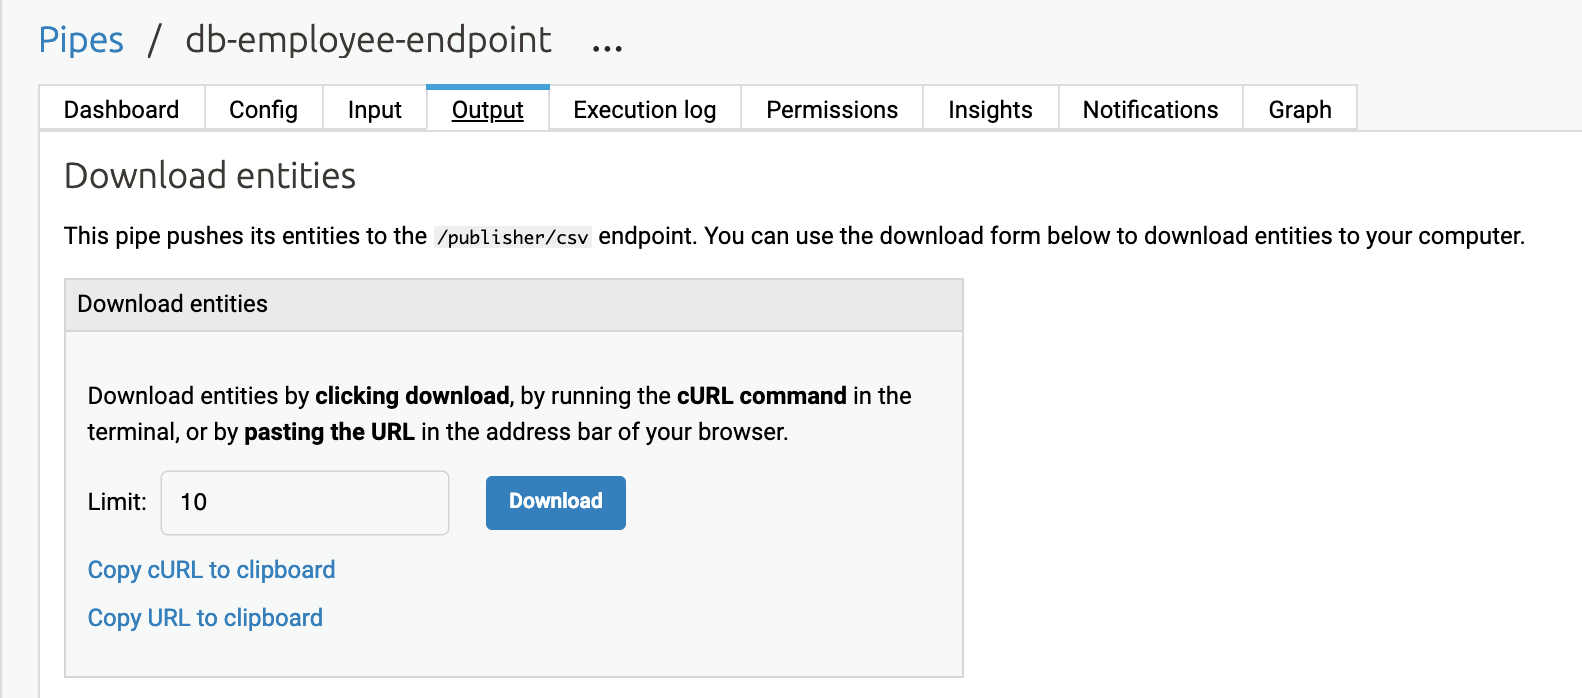 Pipes / db-employee-endpoint ...
Dashboard Config Input Output Execution log Permissions Insights Notifications Graph
Download entities
This pipe pushes its entities to the /publisher/csv endpoint. You can use the download form below to download entities to your computer.
Download entities
Download entities by clicking download, by running the cURL command in the
terminal, or by pasting the URL in the address bar of your browser.
Limit: 10 Download
Copy cURL to clipboard
Copy URL to clipboard